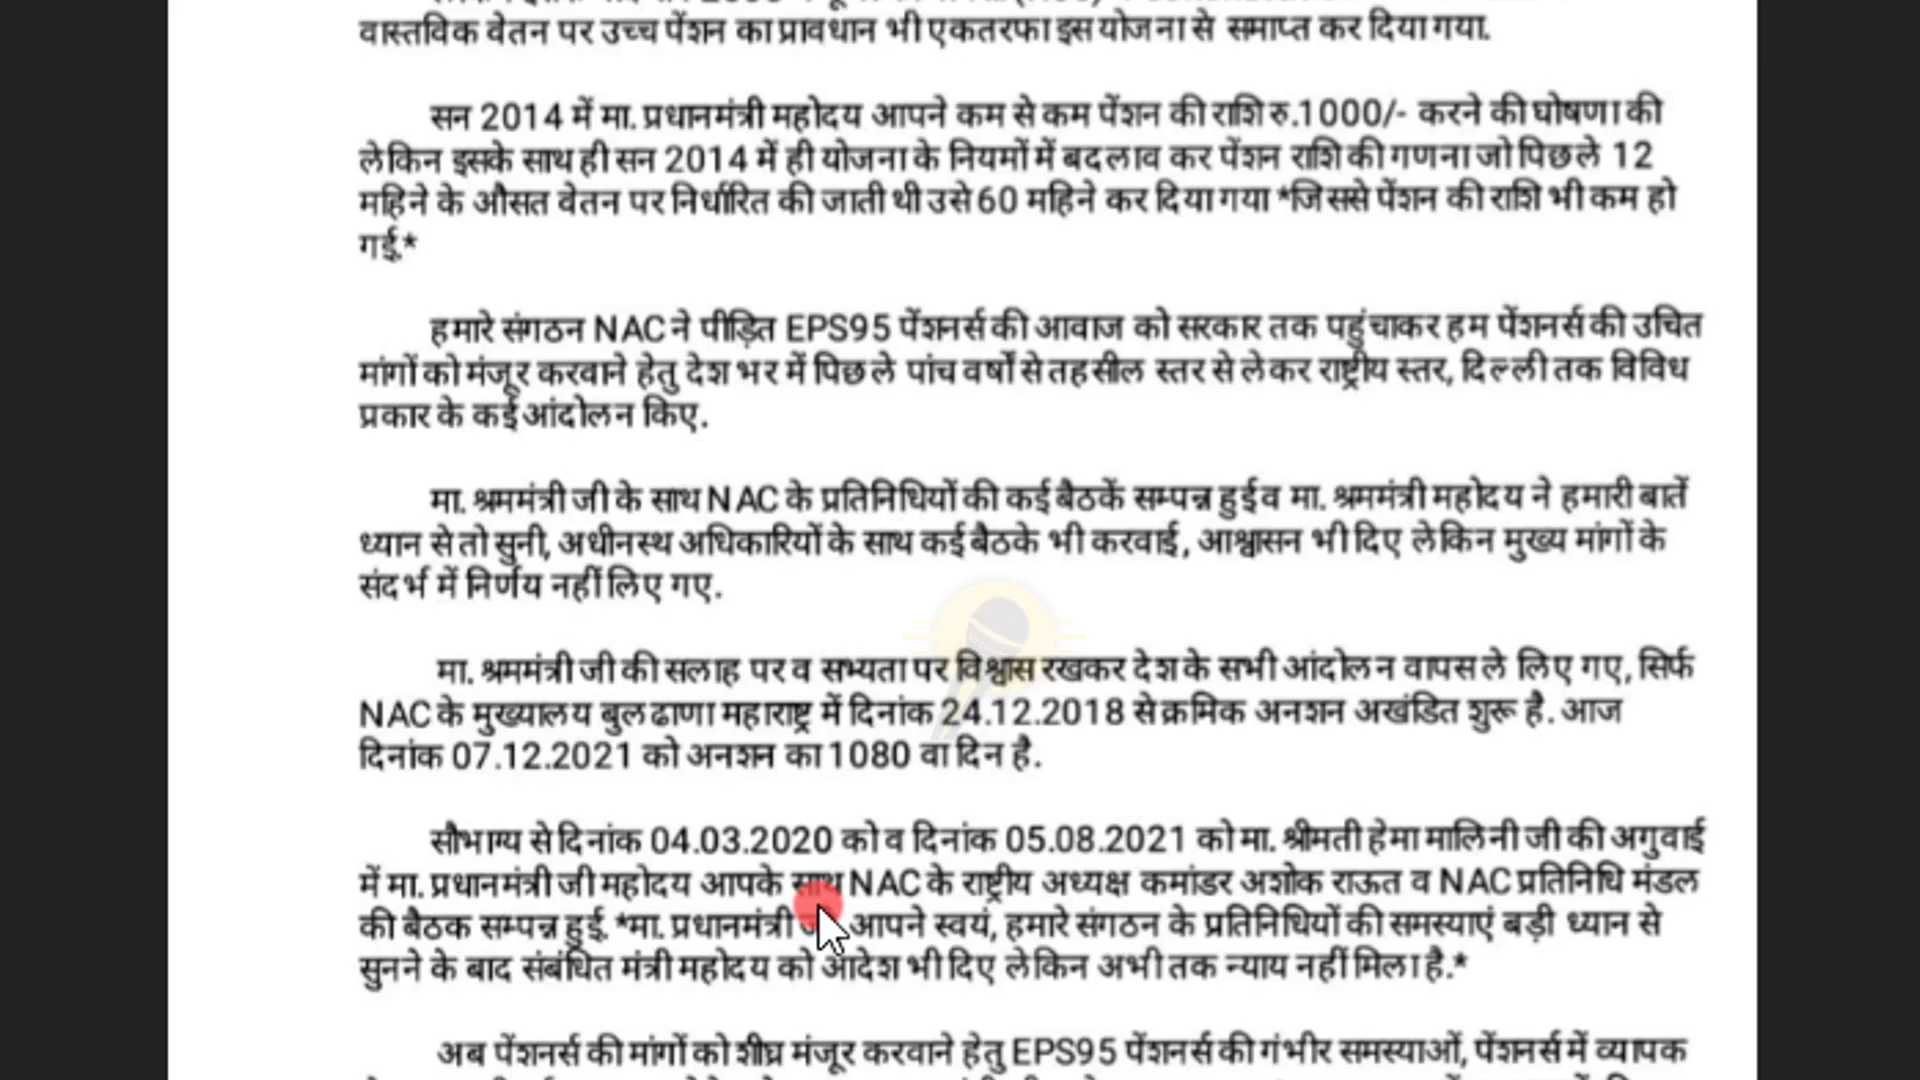 वास्तविक वेतन पर उच्च पेंशन का प्रावधान भी एकतरफा इस योजना से समाप्त कर दिया गया.
सन 2014 में मा. प्रधानमंत्री महोदय आपने कम से कम पेंशन की राशि रु.1000/- करने की घोषणा की
लेकिन इसके साथ ही सन 2014 में ही योजना के नियमों में बदलाव कर पेंशन राशि की गणना जो पिछले 12
महिने के औसत वेतन पर निर्धारित की जाती थी उसे 60 महिने कर दिया गया *जिससे पेंशन की राशि भी कम हो
गई.*
हमारे संगठन NAC ने पीड़ित EPS95 पेंशनर्स की आवाज को सरकार तक पहुंचाकर हम पेंशनर्स की उचित
मांगों को मंजूर करवाने हेतु देश भर में पिछले पांच वर्षों से तहसील स्तर से लेकर राष्ट्रीय स्तर, दिल्ली तक विविध
प्रकार के कई आंदोलन किए.
मा. श्रममंत्री जी के साथ NAC के प्रतिनिधियों की कई बैठकें सम्पन्न हुई व मा. श्रममंत्री महोदय ने हमारी बातें
ध्यान से तो सुनी, अधीनस्थ अधिकारियों के साथ कई बैठके भी करवाई, आश्वासन भी दिए लेकिन मुख्य मांगों के
संदर्भ में निर्णय नहीं लिए गए.
मा. श्रममंत्री जी की सलाह पर व सभ्यता पर विश्वास रखकर देश के सभी आंदोलन वापस ले लिए गए, सिर्फ
NAC के मुख्यालय बुलढाणा महाराष्ट्र में दिनांक 24.12.2018 से क्रमिक अनशन अखंडित शुरू है. आज
दिनांक 07.12.2021 को अनशन का 1080 वा दिन है.
सौभाग्य से दिनांक 04.03.2020 को व दिनांक 05.08.2021 को मा. श्रीमती हेमा मालिनी जी की अगुवाई
में मा. प्रधानमंत्री जी महोदय आपके साथ NAC के राष्ट्रीय अध्यक्ष कमांडर अशोक राऊत व NAC प्रतिनिधि मंडल
की बैठक सम्पन्न हुई. *मा. प्रधानमंत्री आपने स्वयं, हमारे संगठन के प्रतिनिधियों की समस्याएं बड़ी ध्यान से
सुनने के बाद संबंधित मंत्री महोदय को आदेश भी दिए लेकिन अभी तक न्याय नहीं मिला है.*
अब पेंशनर्स की मांगों को शीघ्र मंजूर करवाने हेतु EPS95 पेंशनर्स की गंभीर समस्याओं, पेंशनर्स में व्यापक